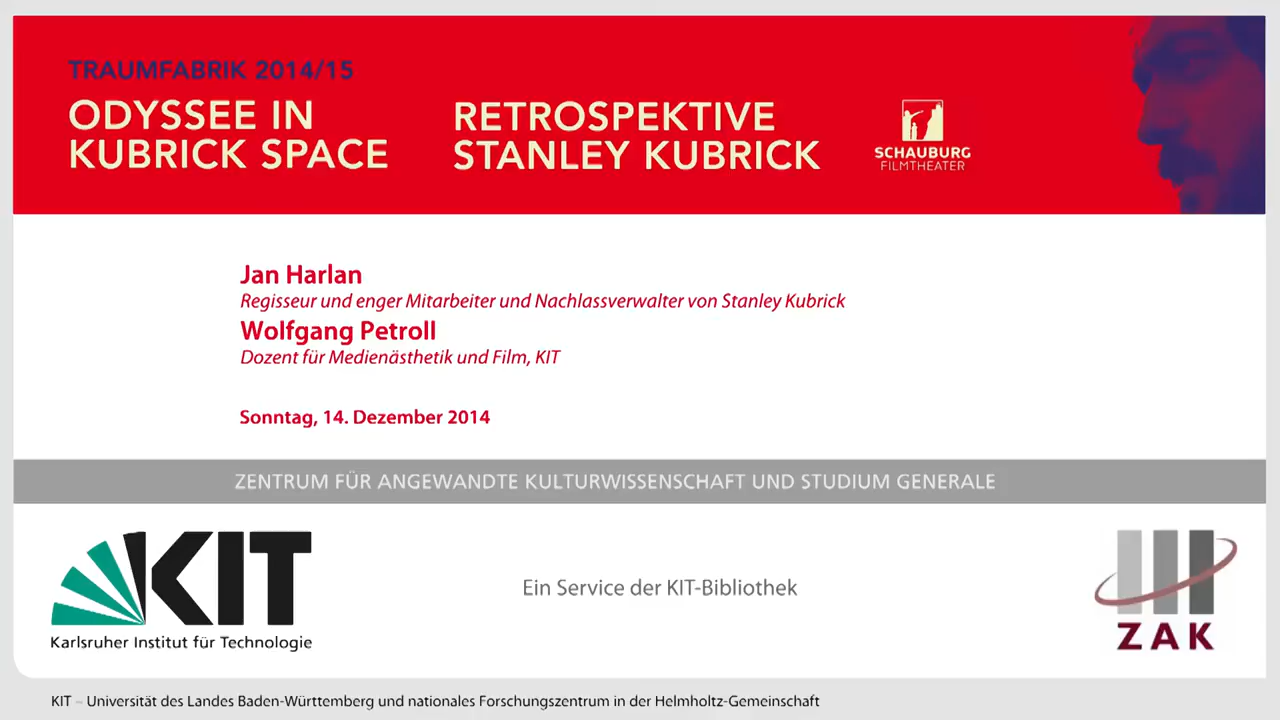 TRAUMFABRIK 2014/15
ODYSSEE IN
KUBRICK SPACE
RETROSPEKTIVE
STANLEY KUBRICK
SCHAUBURG
FILMTHEATER
Jan Harlan
Regisseur und enger Mitarbeiter und Nachlassverwalter von Stanley Kubrick
Wolfgang Petroll
Dozent für Medienästhetik und Film, KIT
Sonntag, 14. Dezember 2014
ZENTRUM FÜR ANGEWANDTE KULTURWISSENSCHAFT UND STUDIUM GENERALE
KIT
Karlsruher Institut für Technologie
Ein Service der KIT-Bibliothek
ZAK
KIT – Universität des Landes Baden-Württemberg und nationales Forschungszentrum in der Helmholtz-Gemeinschaft